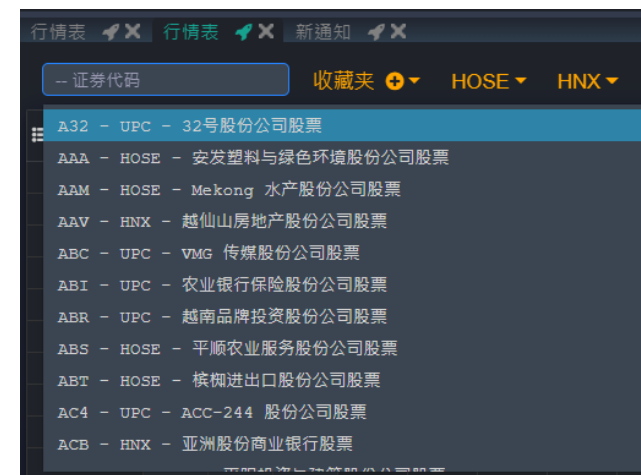 行情表 行情表 新通知
-- 证券代码 收藏夹 HOSE HNX
A32 - UPC - 32号股份公司股票
AAA - HOSE - 安发塑料与绿色环境股份公司股票
AAM - HOSE - Mekong 水产股份公司股票
AAV - HNX - 越仙山房地产股份公司股票
ABC - UPC - VMG 传媒股份公司股票
ABI - UPC - 农业银行保险股份公司股票
ABR - UPC - 越南品牌投资股份公司股票
ABS - HOSE - 平顺农业服务股份公司股票
ABT - HOSE - 槟椥进出口股份公司股票
AC4 - UPC - ACC-244 股份公司股票
ACB - HNX - 亚洲股份商业银行股票